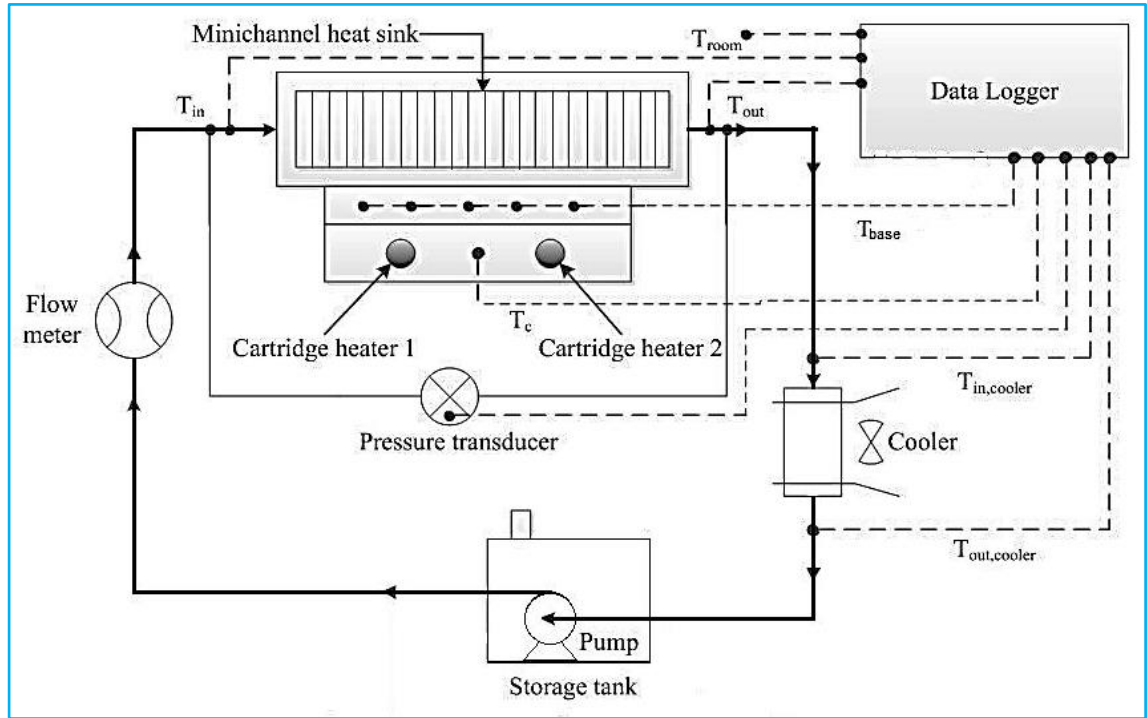 Minichannel heat sink
T_room
Data Logger
T_in
T_out
T_base
Flow
meter
T_c
Cartridge heater 1
Cartridge heater 2
T_in,cooler
Pressure transducer
Cooler
T_out,cooler
Pump
Storage tank